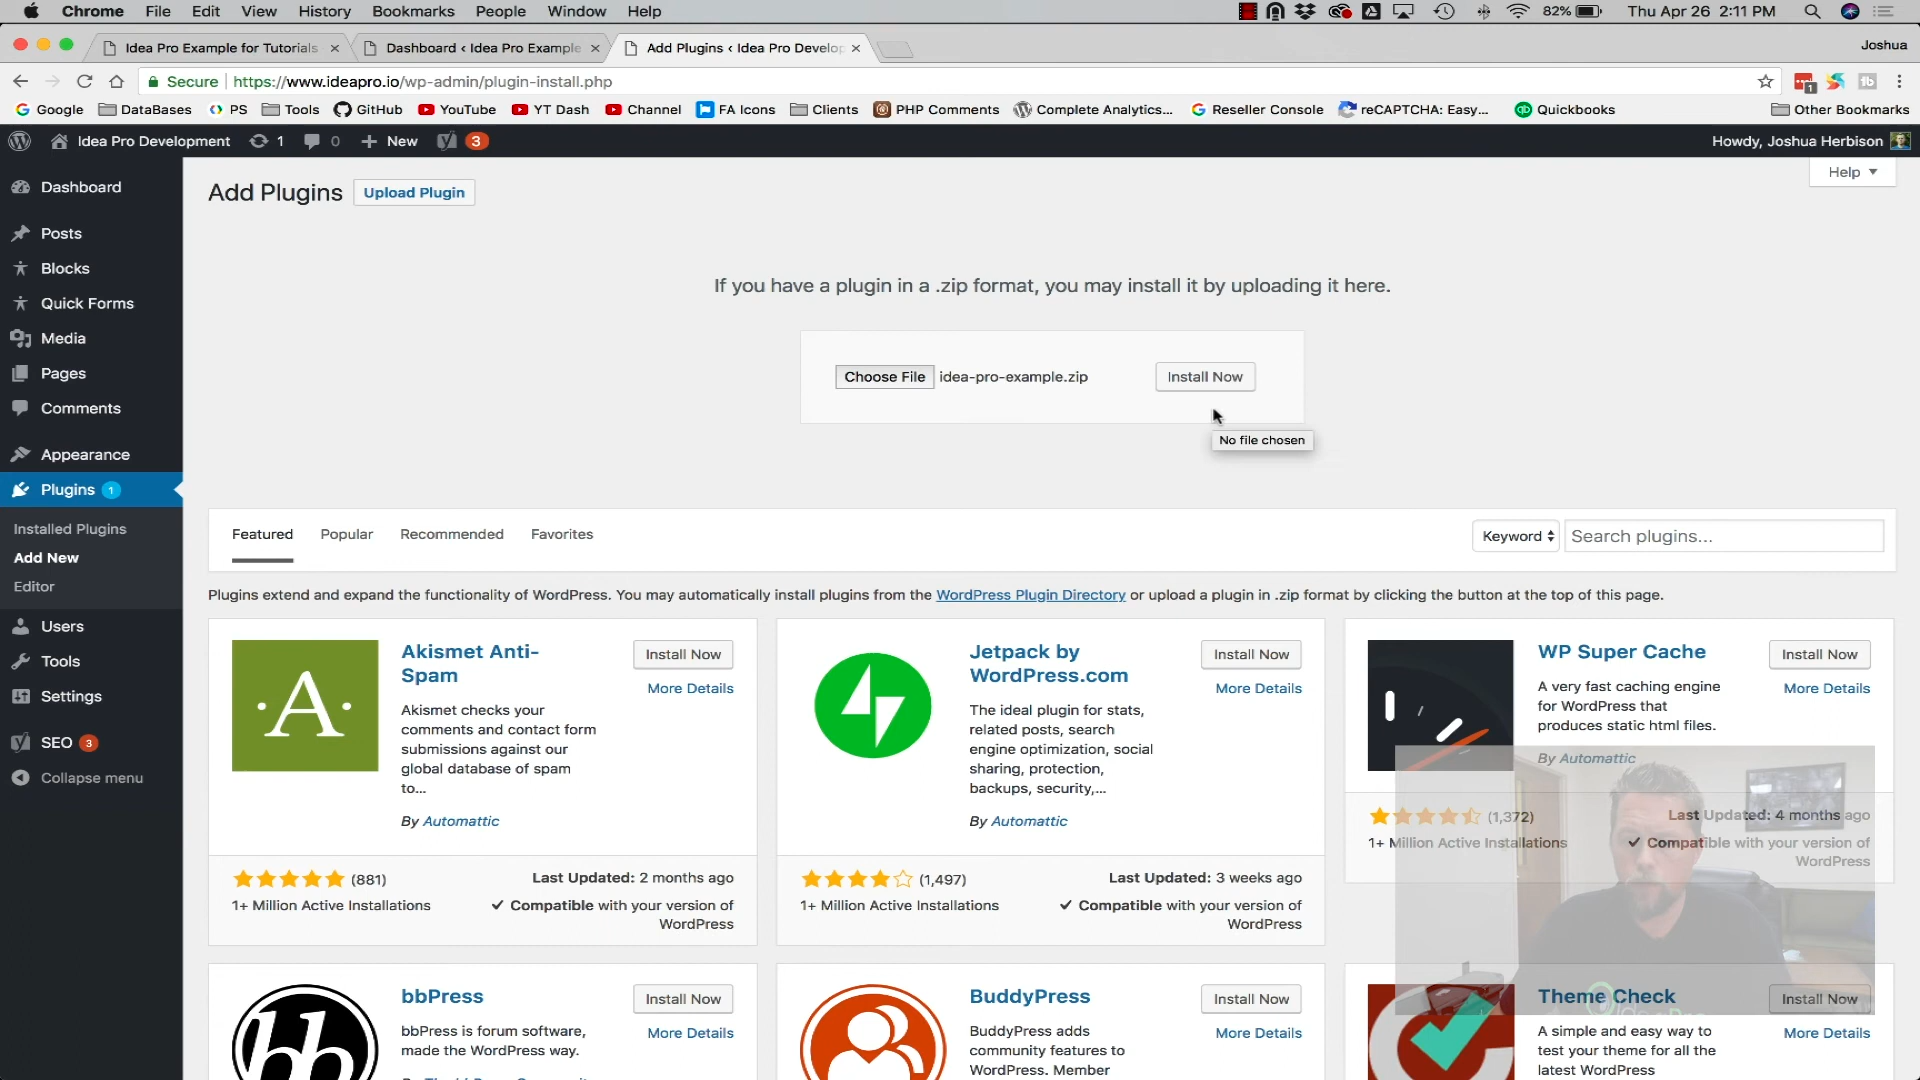 Chrome File Edit View History Bookmarks People Window Help 82% Thu Apr 26 2:11 PM
Idea Pro Example for Tutorials Dashboard ‹ Idea Pro Example Add Plugins ‹ Idea Pro Develop Joshua
Secure https://www.ideapro.io/wp-admin/plugin-install.php 1
Google DataBases PS Tools GitHub YouTube YT Dash Channel FA Icons Clients PHP Comments Complete Analytics... Reseller Console reCAPTCHA: Easy... Quickbooks Other Bookmarks
Idea Pro Development 1 0 + New 3 Howdy, Joshua Herbison
Help
Dashboard
Posts
Blocks
Quick Forms
Media
Pages
Comments
Appearance
Plugins 1
Installed Plugins
Add New
Editor
Users
Tools
Settings
SEO 3
Collapse menu
Add Plugins Upload Plugin
If you have a plugin in a .zip format, you may install it by uploading it here.
Choose File idea-pro-example.zip Install Now
No file chosen
Featured Popular Recommended Favorites Keyword Search plugins...
Plugins extend and expand the functionality of WordPress. You may automatically install plugins from the WordPress Plugin Directory or upload a plugin in .zip format by clicking the button at the top of this page.
A
Akismet Anti-
Spam
Install Now
More Details
Akismet checks your
comments and contact form
submissions against our
global database of spam
to...
By Automattic
(881)
Last Updated: 2 months ago
1+ Million Active Installations
Compatible with your version of
WordPress
Jetpack by
WordPress.com
Install Now
More Details
The ideal plugin for stats,
related posts, search
engine optimization, social
sharing, protection,
backups, security,...
By Automattic
(1,497)
Last Updated: 3 weeks ago
1+ Million Active Installations
Compatible with your version of
WordPress
WP Super Cache
Install Now
More Details
A very fast caching engine
for WordPress that
produces static html files.
By Automattic
(1,372)
Last Updated: 4 months ago
1+ Million Active Installations
Compatible with your version of
WordPress
bb
bbPress
Install Now
More Details
bbPress is forum software,
made the WordPress way.
BuddyPress
Install Now
More Details
BuddyPress adds
community features to
WordPress. Member
Theme Check
Install Now
More Details
A simple and easy way to
test your theme for all the
latest WordPress